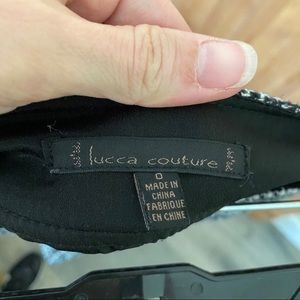 lucca couture
0
MADE IN
CHINA
FABRIQUE
EN CHINE